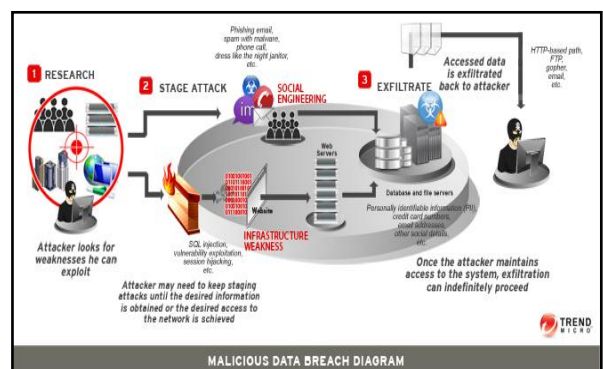 Phishing email,
spam with malware,
phone call,
dress like the night janitor,
etc.
1 RESEARCH
2 STAGE ATTACK
im
SOCIAL
ENGINEERING
3 EXFILTRATE
Accessed data
is exfiltrated
back to attacker
HTTP-based path,
FTP,
gopher,
email,
etc.
Attacker looks for
weaknesses he can
exploit
Website
SQL injection,
vulnerability exploitation,
session hijacking,
etc.
INFRASTRUCTURE
WEAKNESS
Attacker may need to keep staging
attacks until the desired information
is obtained or the desired access to
the network is achieved
Web
Servers
Database and file servers
Personally identifiable information (PII),
credit card numbers,
email addresses,
other social details,
etc.
Once the attacker maintains
access to the system, exfiltration
can indefinitely proceed
TREND
MICRO
MALICIOUS DATA BREACH DIAGRAM